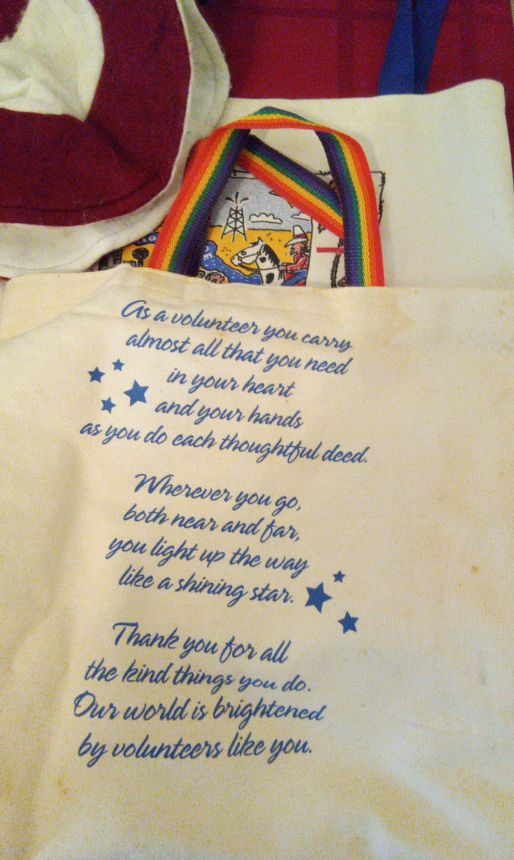 As a volunteer you carry
almost all that you need
in your heart
and your hands
as you do each thoughtful deed.
Wherever you go,
both near and far,
you light up the way
like a shining star.
Thank you for all
the kind things you do.
Our world is brightened
by volunteers like you.